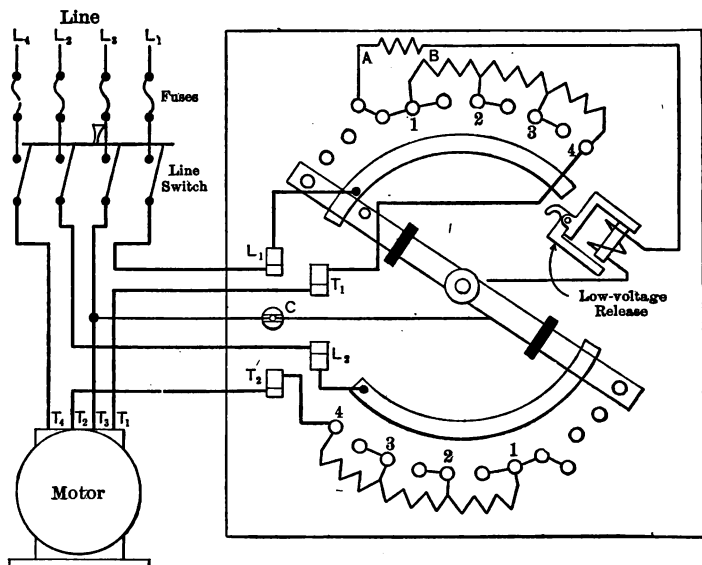 Line
L₄ L₂ L₃ L₁
Fuses
Line
Switch
A B
1 2 3 4
L₁
T₁
C
L₂
T₂
Low-voltage
Release
4 3 2 1
T₄ T₂ T₃ T₁
Motor